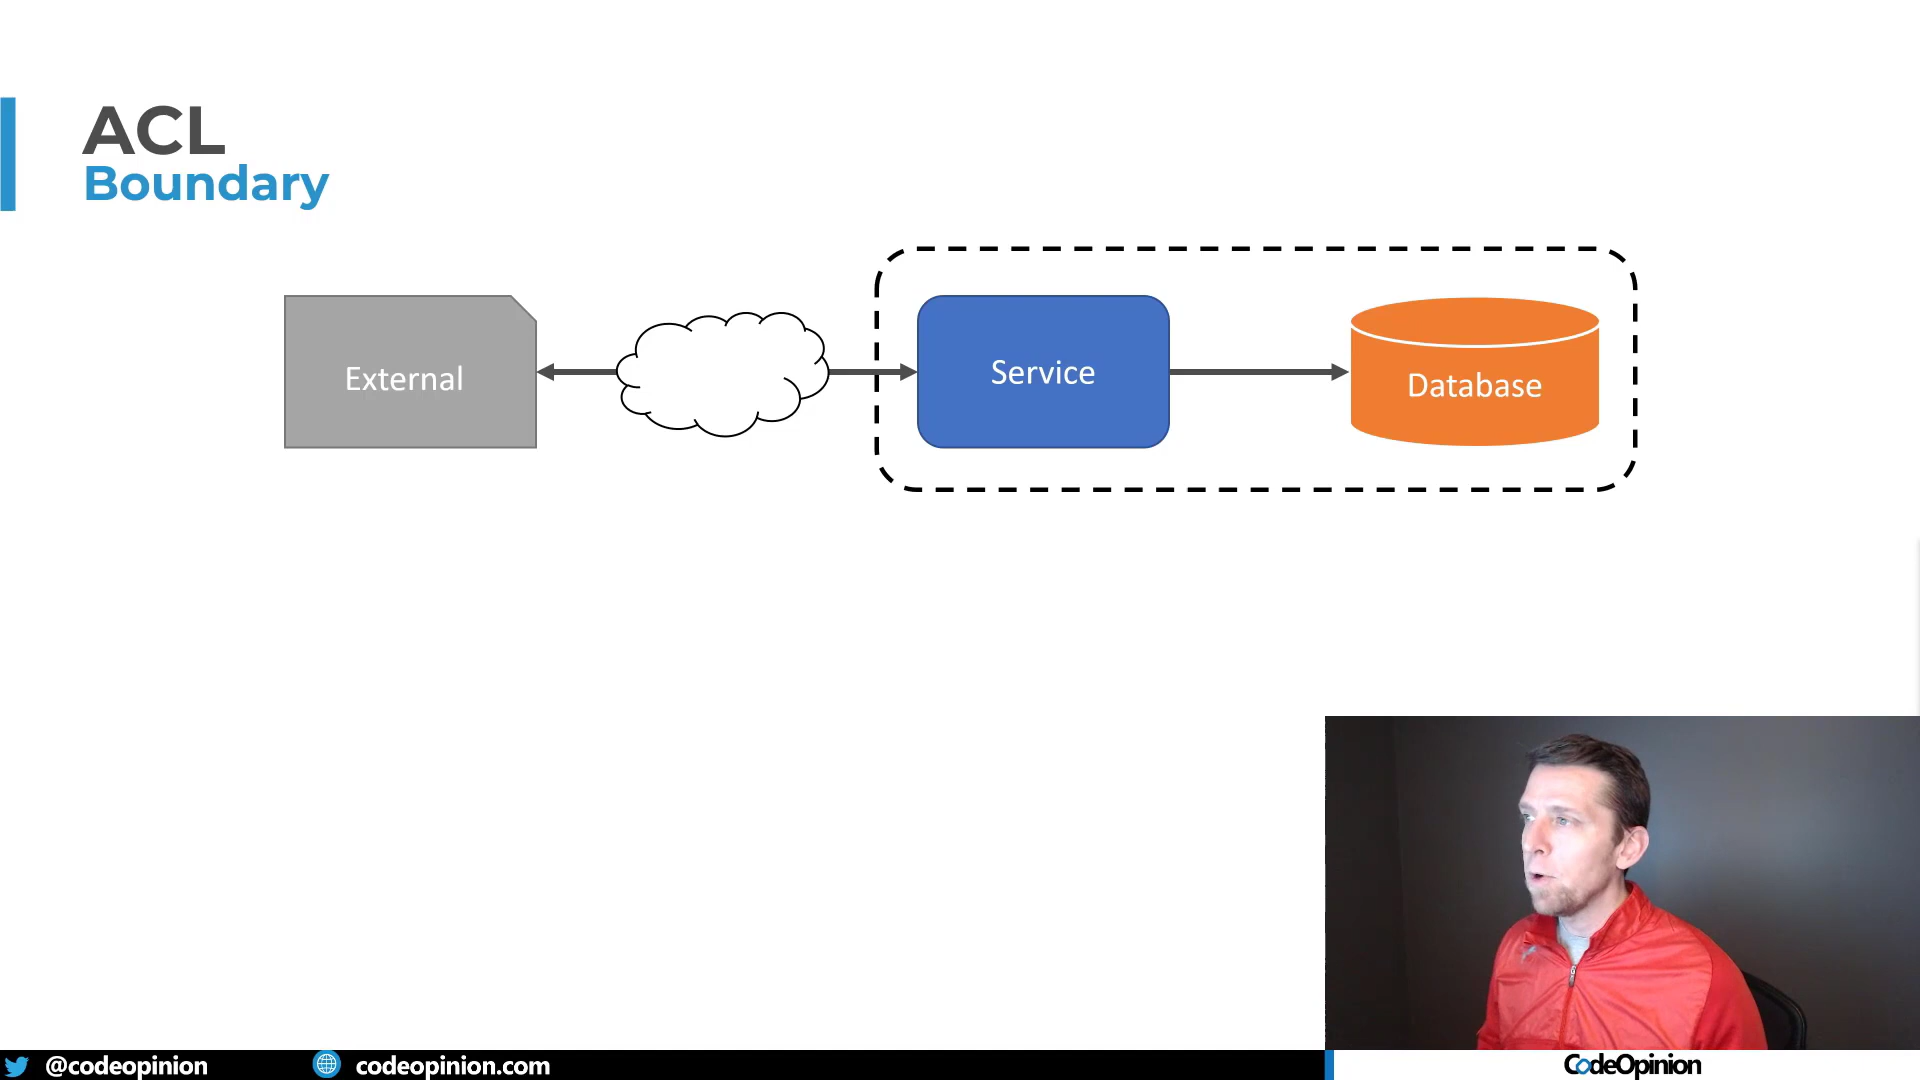 ACL
Boundary
External
Service
Database
@codeopinion
codeopinion.com
CodeOpinion